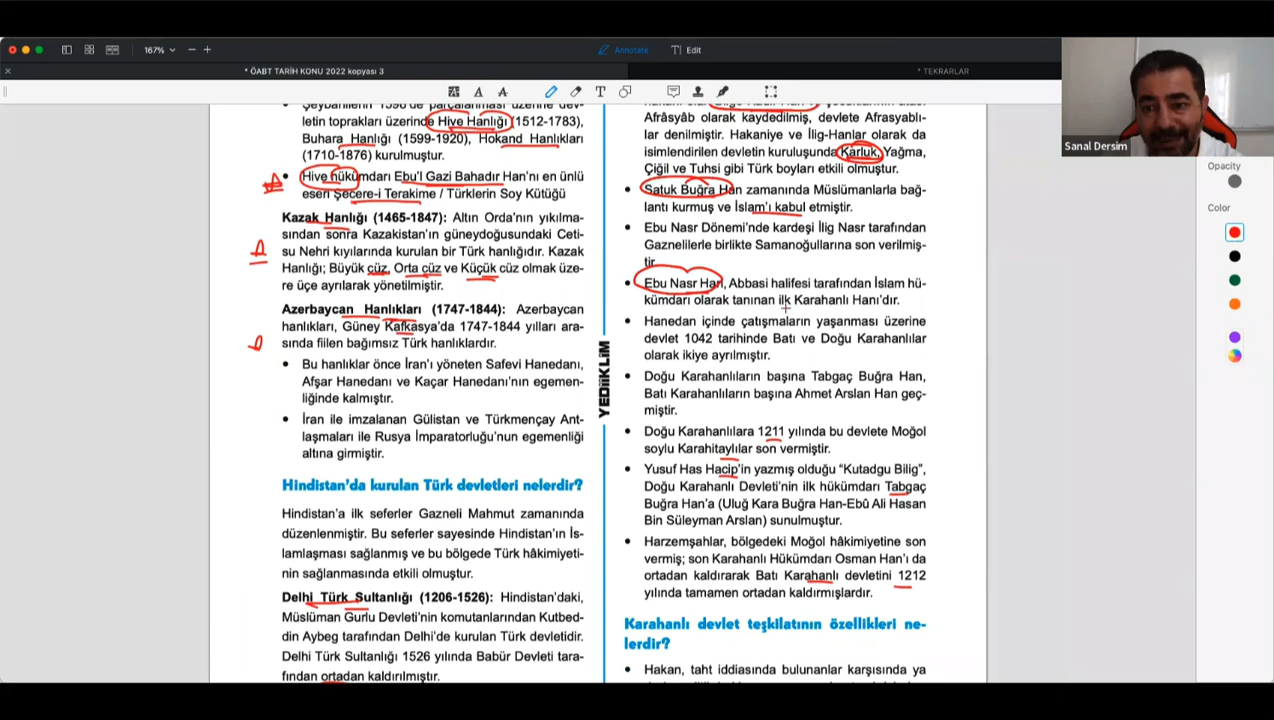 167%
Annotate
Edit
* ÖABT TARİH KONU 2022 kopyası 3
* TEKRARLAR
Sanal Dersim
Opacity
Color
letin toprakları üzerinde Hive Hanlığı (1512-1783),
Buhara Hanlığı (1599-1920), Hokand Hanlıkları
(1710-1876) kurulmuştur.
• Hive hükümdarı Ebu'l Gazi Bahadır Han'nı en ünlü
eseri Şecere-i Terakime / Türklerin Soy Kütüğü
Kazak Hanlığı (1465-1847): Altın Orda'nın yıkılma-
sından sonra Kazakistan'ın güneydoğusundaki Ceti-
su Nehri kıyılarında kurulan bir Türk hanlığıdır. Kazak
Hanlığı; Büyük cüz, Orta cüz ve Küçük cüz olmak üze-
re üçe ayrılarak yönetilmiştir.
Azerbaycan Hanlıkları (1747-1844): Azerbaycan
hanlıkları, Güney Kafkasya'da 1747-1844 yılları ara-
sında fiilen bağımsız Türk hanlıklardır.
• Bu hanlıklar önce İran'ı yöneten Safevi Hanedanı,
Afşar Hanedanı ve Kaçar Hanedanı'nın egemen-
liğinde kalmıştır.
• İran ile imzalanan Gülistan ve Türkmençay Ant-
laşmaları ile Rusya İmparatorluğu'nun egemenliği
altına girmiştir.
Hindistan'da kurulan Türk devletleri nelerdir?
Hindistan'a ilk seferler Gazneli Mahmut zamanında
düzenlenmiştir. Bu seferler sayesinde Hindistan'ın İs-
lamlaşması sağlanmış ve bu bölgede Türk hâkimiyeti-
nin sağlanmasında etkili olmuştur.
Delhi Türk Sultanlığı (1206-1526): Hindistan'daki,
Müslüman Gurlu Devleti'nin komutanlarından Kutbed-
din Aybeg tarafından Delhi'de kurulan Türk devletidir.
Delhi Türk Sultanlığı 1526 yılında Babür Devleti tara-
fından ortadan kaldırılmıştır.
YEDİİKLİM
Afrâsyâb olarak kaydedilmiş, devlete Afrasyablı-
lar denilmiştir. Hakaniye ve İlig-Hanlar olarak da
isimlendirilen devletin kuruluşunda Karluk, Yağma,
Çiğil ve Tuhsi gibi Türk boyları etkili olmuştur.
• Satuk Buğra Han zamanında Müslümanlarla bağ-
lantı kurmuş ve İslam'ı kabul etmiştir.
• Ebu Nasr Dönemi'nde kardeşi İlig Nasr tarafından
Gaznelilerle birlikte Samanoğullarına son verilmiş-
tir.
• Ebu Nasr Han, Abbasi halifesi tarafından İslam hü-
kümdarı olarak tanınan ilk Karahanlı Hanı'dır.
• Hanedan içinde çatışmaların yaşanması üzerine
devlet 1042 tarihinde Batı ve Doğu Karahanlılar
olarak ikiye ayrılmıştır.
• Doğu Karahanlıların başına Tabgaç Buğra Han,
Batı Karahanlıların başına Ahmet Arslan Han geç-
miştir.
• Doğu Karahanlılara 1211 yılında bu devlete Moğol
soylu Karahitaylılar son vermiştir.
• Yusuf Has Hacip'in yazmış olduğu “Kutadgu Bilig”,
Doğu Karahanlı Devleti'nin ilk hükümdarı Tabgaç
Buğra Han'a (Uluğ Kara Buğra Han-Ebû Ali Hasan
Bin Süleyman Arslan) sunulmuştur.
• Harzemşahlar, bölgedeki Moğol hâkimiyetine son
vermiş; son Karahanlı Hükümdarı Osman Han'ı da
ortadan kaldırarak Batı Karahanlı devletini 1212
yılında tamamen ortadan kaldırmışlardır.
Karahanlı devlet teşkilatının özellikleri ne-
lerdir?
• Hakan, taht iddiasında bulunanlar karşısında ya